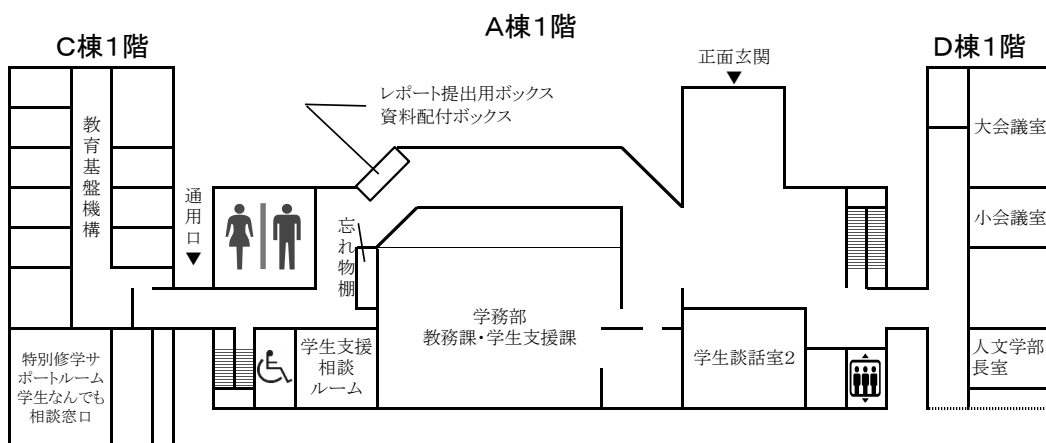 A棟1階
C棟1階
D棟1階
正面玄関
レポート提出用ボックス
資料配付ボックス
大会議室
教育基盤機構
通用口
小会議室
忘れ物棚
学務部
教務課・学生支援課
学生支援
相談
ルーム
学生談話室2
人文学部
長室
特別修学サ
ポートルーム
学生なんでも
相談窓口